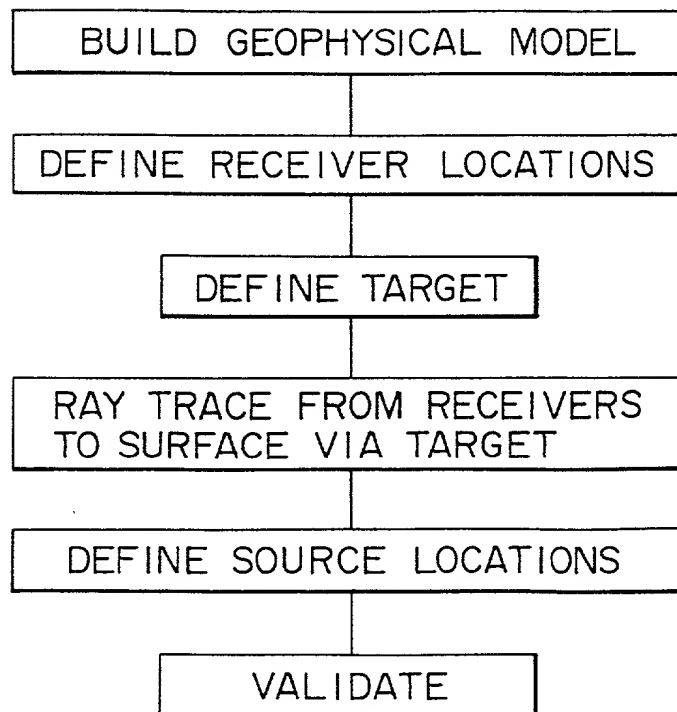 BUILD GEOPHYSICAL MODEL
DEFINE RECEIVER LOCATIONS
DEFINE TARGET
RAY TRACE FROM RECEIVERS
TO SURFACE VIA TARGET
DEFINE SOURCE LOCATIONS
VALIDATE